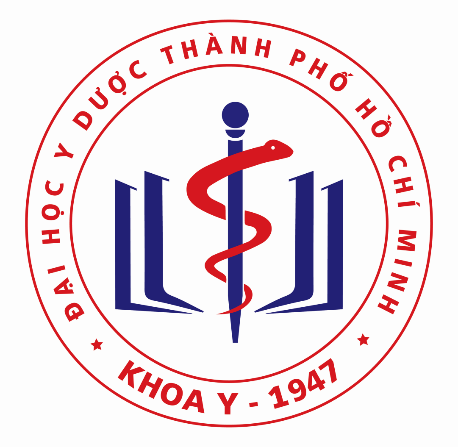 ĐẠI HỌC Y DƯỢC THÀNH PHỐ HỒ CHÍ MINH
KHOA Y - 1947